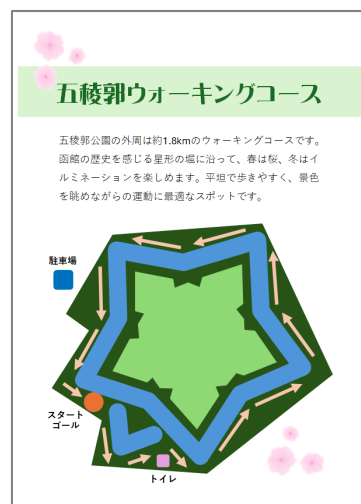 五稜郭ウォーキングコース
五稜郭公園の外周は約1.8kmのウォーキングコースです。
函館の歴史を感じる星形の堀に沿って、春は桜、冬はイ
ルミネーションを楽しめます。平坦で歩きやすく、景色
を眺めながらの運動に最適なスポットです。
駐車場
スタート
ゴール
トイレ